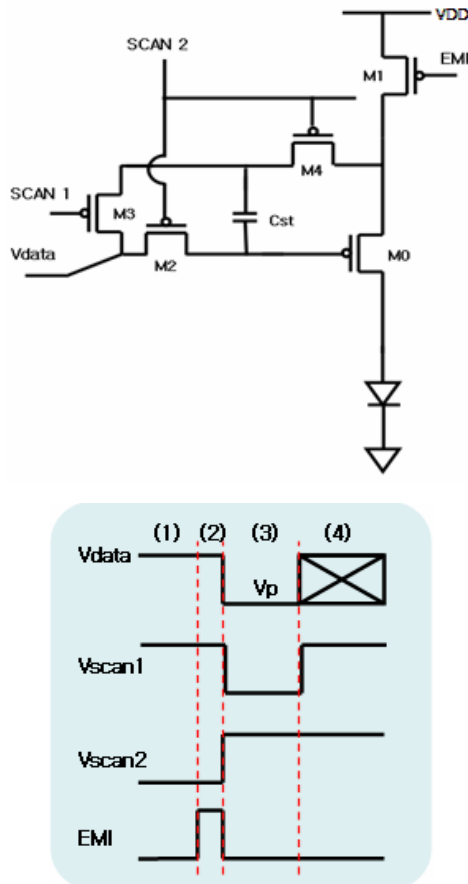 VDD
SCAN 2
M1
EMI
M4
SCAN 1
M3
Cst
Vdata
M2
M0
(1) (2) (3) (4)
Vdata
Vp
Vscan1
Vscan2
EMI